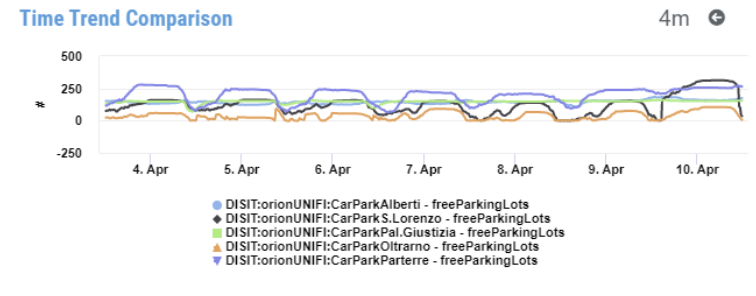 Time Trend Comparison
4m
500
250
0
-250
#
4. Apr 5. Apr 6. Apr 7. Apr 8. Apr 9. Apr 10. Apr
DISIT:orionUNIFI:CarParkAlberti - freeParkingLots
DISIT:orionUNIFI:CarParkS.Lorenzo - freeParkingLots
DISIT:orionUNIFI:CarParkPal.Giustizia - freeParkingLots
DISIT:orionUNIFI:CarParkOltrarno - freeParkingLots
DISIT:orionUNIFI:CarParkParterre - freeParkingLots